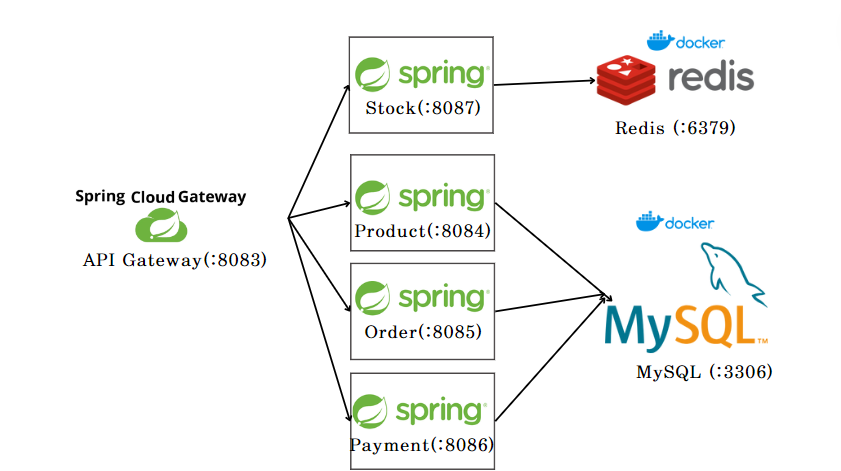 docker
spring
redis
Stock(:8087)
Redis (:6379)
spring
Spring Cloud Gateway
docker
Product(:8084)
API Gateway(:8083)
spring
MySQL™
Order(:8085)
MySQL (:3306)
spring
Payment(:8086)